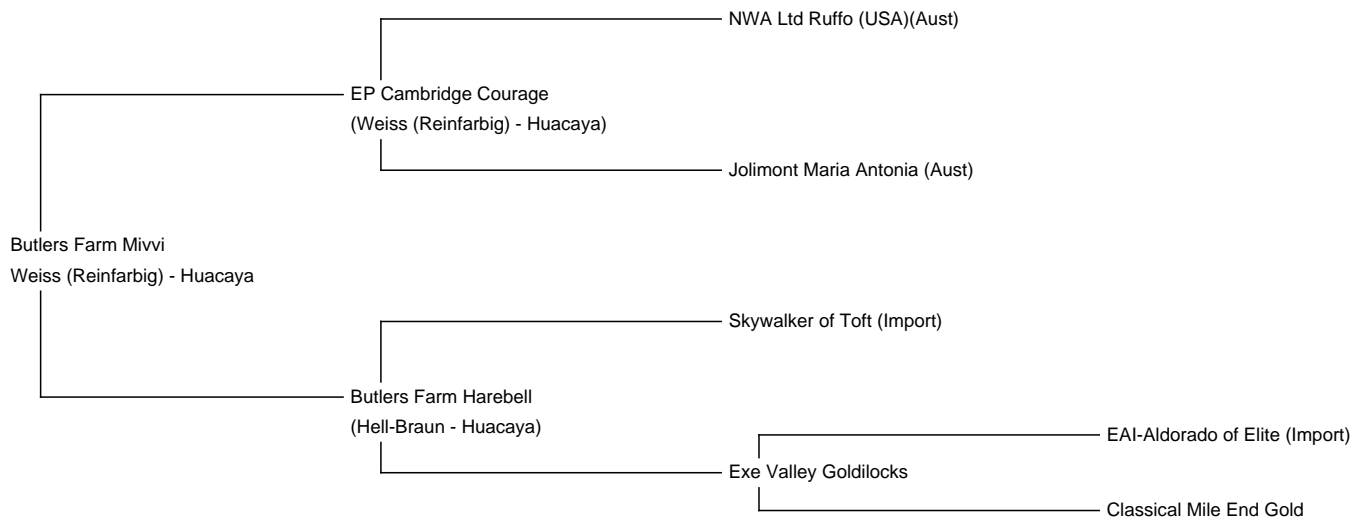 NWA Ltd Ruffo (USA)(Aust)
EP Cambridge Courage
(Weiss (Reinfarbig) - Huacaya)
Jolimont Maria Antonia (Aust)
Butlers Farm Mivvi
Weiss (Reinfarbig) - Huacaya
Skywalker of Toft (Import)
Butlers Farm Harebell
(Hell-Braun - Huacaya)
EAI-Aldorado of Elite (Import)
Exe Valley Goldilocks
Classical Mile End Gold